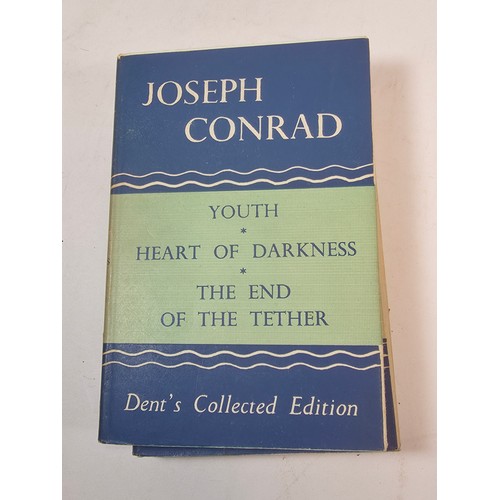 JOSEPH
CONRAD
YOUTH
*
HEART OF DARKNESS
*
THE END
OF THE TETHER
Dent's Collected Edition